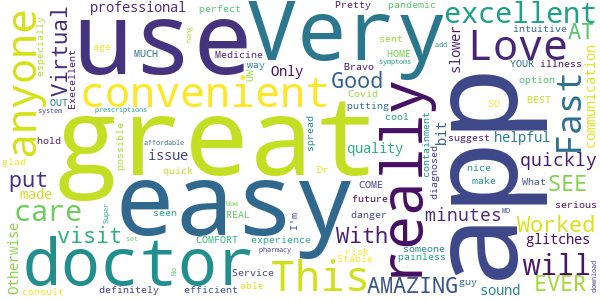 professional
perfect
Pretty
pandemic
excellent
use
Very
Virtual
especially
age
MUCH
Medicine
HOME
sent
way
UW
Bravo
Only
Good
Covid
putting
cool
Love
slower
intuitive
AT
YOUR
illness
option
add
BEST
anyone
Execellent
convenient
OUT
hang
symptoms
Fast
communication
hold
possible
issue
great
really
app
SO
suggest
helpful
quality
containment
diagnosed
bit
quickly
system
prescriptions
affordable
spread
Dr
glad
put
made
quick
easy
nice
make
What
SEE
care
seen
REAL
I'm
COME
future
danger
With
minutes
MD
serious
Worked
Otherwise
visit
COMFORT
Super
experience
Wow
pharmacy
risk
Stable
someone
painless
glitches
will
doctor
set
No
Service
able
This
AMAZING
guy
EVER
consult
definitely
efficient
sound
download